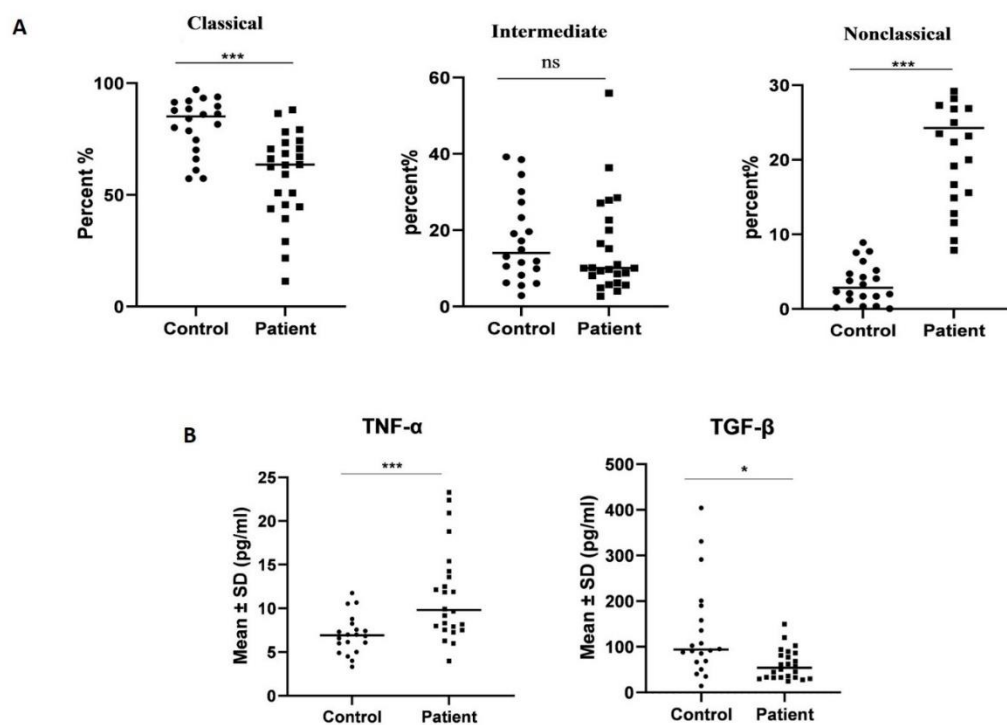 A
Classical
***
Percent %
100
50
0
Control Patient
Intermediate
ns
percent%
60
40
20
0
Control Patient
Nonclassical
***
percent%
30
20
10
0
Control Patient
B
TNF-α
***
Mean ± SD (pg/ml)
25
20
15
10
5
0
Control Patient
TGF-β
*
Mean ± SD (pg/ml)
500
400
300
200
100
0
Control Patient